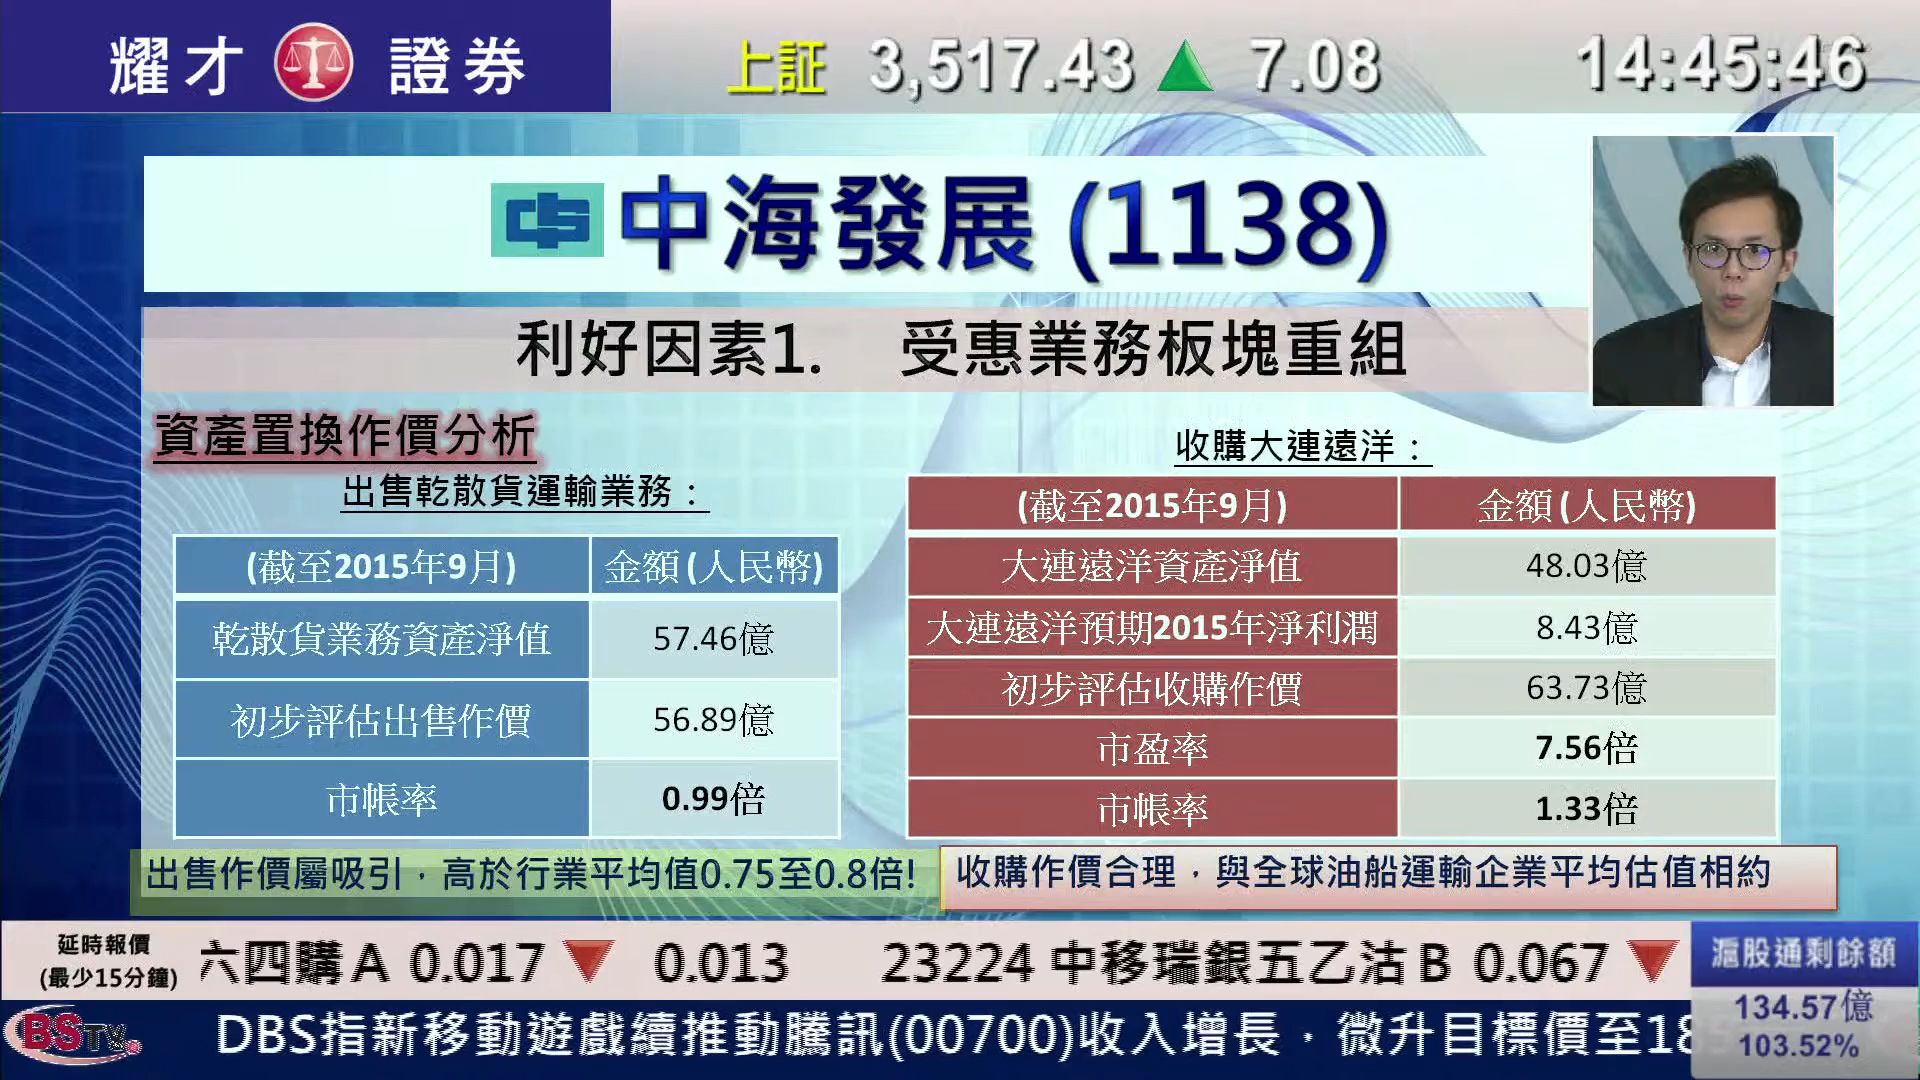 耀才 證券
上証 3,517.43 ▲ 7.08
14:45:46
中海發展 (1138)
利好因素1. 受惠業務板塊重組
資產置換作價分析
出售乾散貨運輸業務：
(截至2015年9月) 金額 (人民幣)
乾散貨業務資產淨值 57.46億
初步評估出售作價 56.89億
市帳率 0.99倍
出售作價屬吸引，高於行業平均值0.75至0.8倍!
收購大連遠洋：
(截至2015年9月) 金額 (人民幣)
大連遠洋資產淨值 48.03億
大連遠洋預期2015年淨利潤 8.43億
初步評估收購作價 63.73億
市盈率 7.56倍
市帳率 1.33倍
收購作價合理，與全球油船運輸企業平均估值相約
延時報價
(最少15分鐘)
六四購A 0.017 ▼ 0.013 23224 中移瑞銀五乙沽B 0.067 ▼
滬股通剩餘額
134.57億
103.52%
BSTV
DBS指新移動遊戲續推動騰訊(00700)收入增長，微升目標價至18